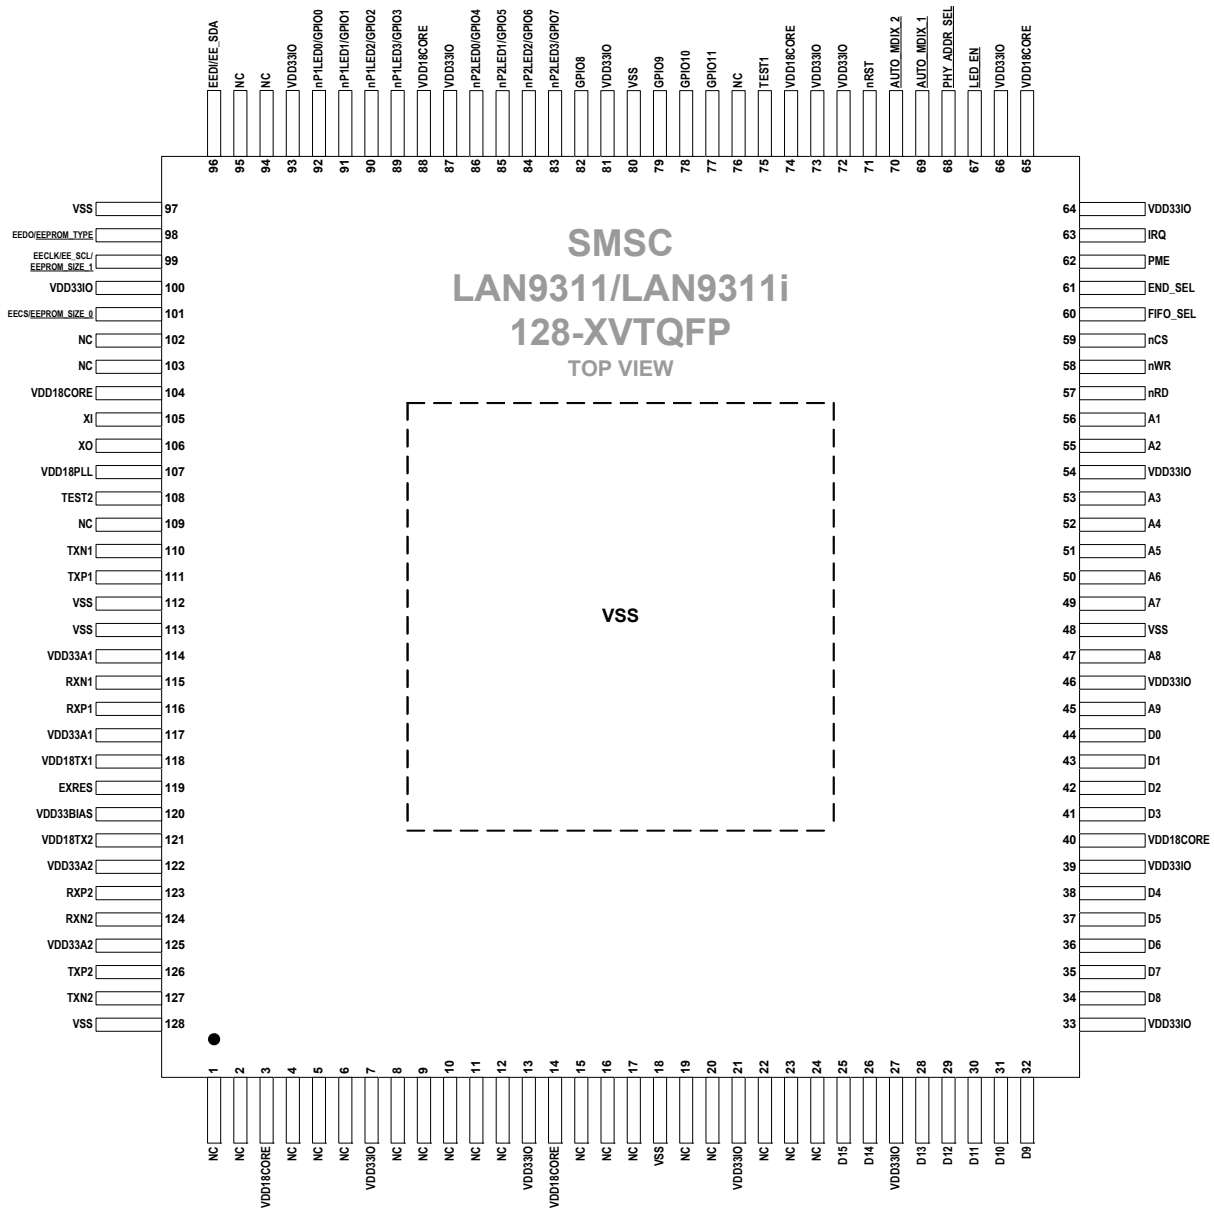 EEDI/EE_SDA
NC
NC
VDD33IO
nP1LED0/GPIO0
nP1LED1/GPIO1
nP1LED2/GPIO2
nP1LED3/GPIO3
VDD18CORE
VDD33IO
nP2LED0/GPIO4
nP2LED1/GPIO5
nP2LED2/GPIO6
nP2LED3/GPIO7
GPIO8
VDD33IO
VSS
GPIO9
GPIO10
GPIO11
NC
TEST1
VDD18CORE
VDD33IO
VDD33IO
nRST
AUTO_MDIX_2
AUTO_MDIX_1
PHY_ADDR_SEL
LED_EN
VDD33IO
VDD18CORE
96 95 94 93 92 91 90 89 88 87 86 85 84 83 82 81 80 79 78 77 76 75 74 73 72 71 70 69 68 67 66 65
SMSC
LAN9311/LAN9311i
128-XVTQFP
TOP VIEW
VSS
VSS 97
EEDO/EEPROM_TYPE 98
EECLK/EE_SCL/
EEPROM_SIZE_1 99
VDD33IO 100
EECS/EEPROM_SIZE_0 101
NC 102
NC 103
VDD18CORE 104
XI 105
XO 106
VDD18PLL 107
TEST2 108
NC 109
TXN1 110
TXP1 111
VSS 112
VSS 113
VDD33A1 114
RXN1 115
RXP1 116
VDD33A1 117
VDD18TX1 118
EXRES 119
VDD33BIAS 120
VDD18TX2 121
VDD33A2 122
RXP2 123
RXN2 124
VDD33A2 125
TXP2 126
TXN2 127
VSS 128
64 VDD33IO
63 IRQ
62 PME
61 END_SEL
60 FIFO_SEL
59 nCS
58 nWR
57 nRD
56 A1
55 A2
54 VDD33IO
53 A3
52 A4
51 A5
50 A6
49 A7
48 VSS
47 A8
46 VDD33IO
45 A9
44 D0
43 D1
42 D2
41 D3
40 VDD18CORE
39 VDD33IO
38 D4
37 D5
36 D6
35 D7
34 D8
33 VDD33IO
1 2 3 4 5 6 7 8 9 10 11 12 13 14 15 16 17 18 19 20 21 22 23 24 25 26 27 28 29 30 31 32
NC
NC
VDD18CORE
NC
NC
NC
VDD33IO
NC
NC
NC
NC
NC
VDD33IO
VDD18CORE
NC
NC
NC
VSS
NC
NC
VDD33IO
NC
NC
NC
D15
D14
VDD33IO
D13
D12
D11
D10
D9